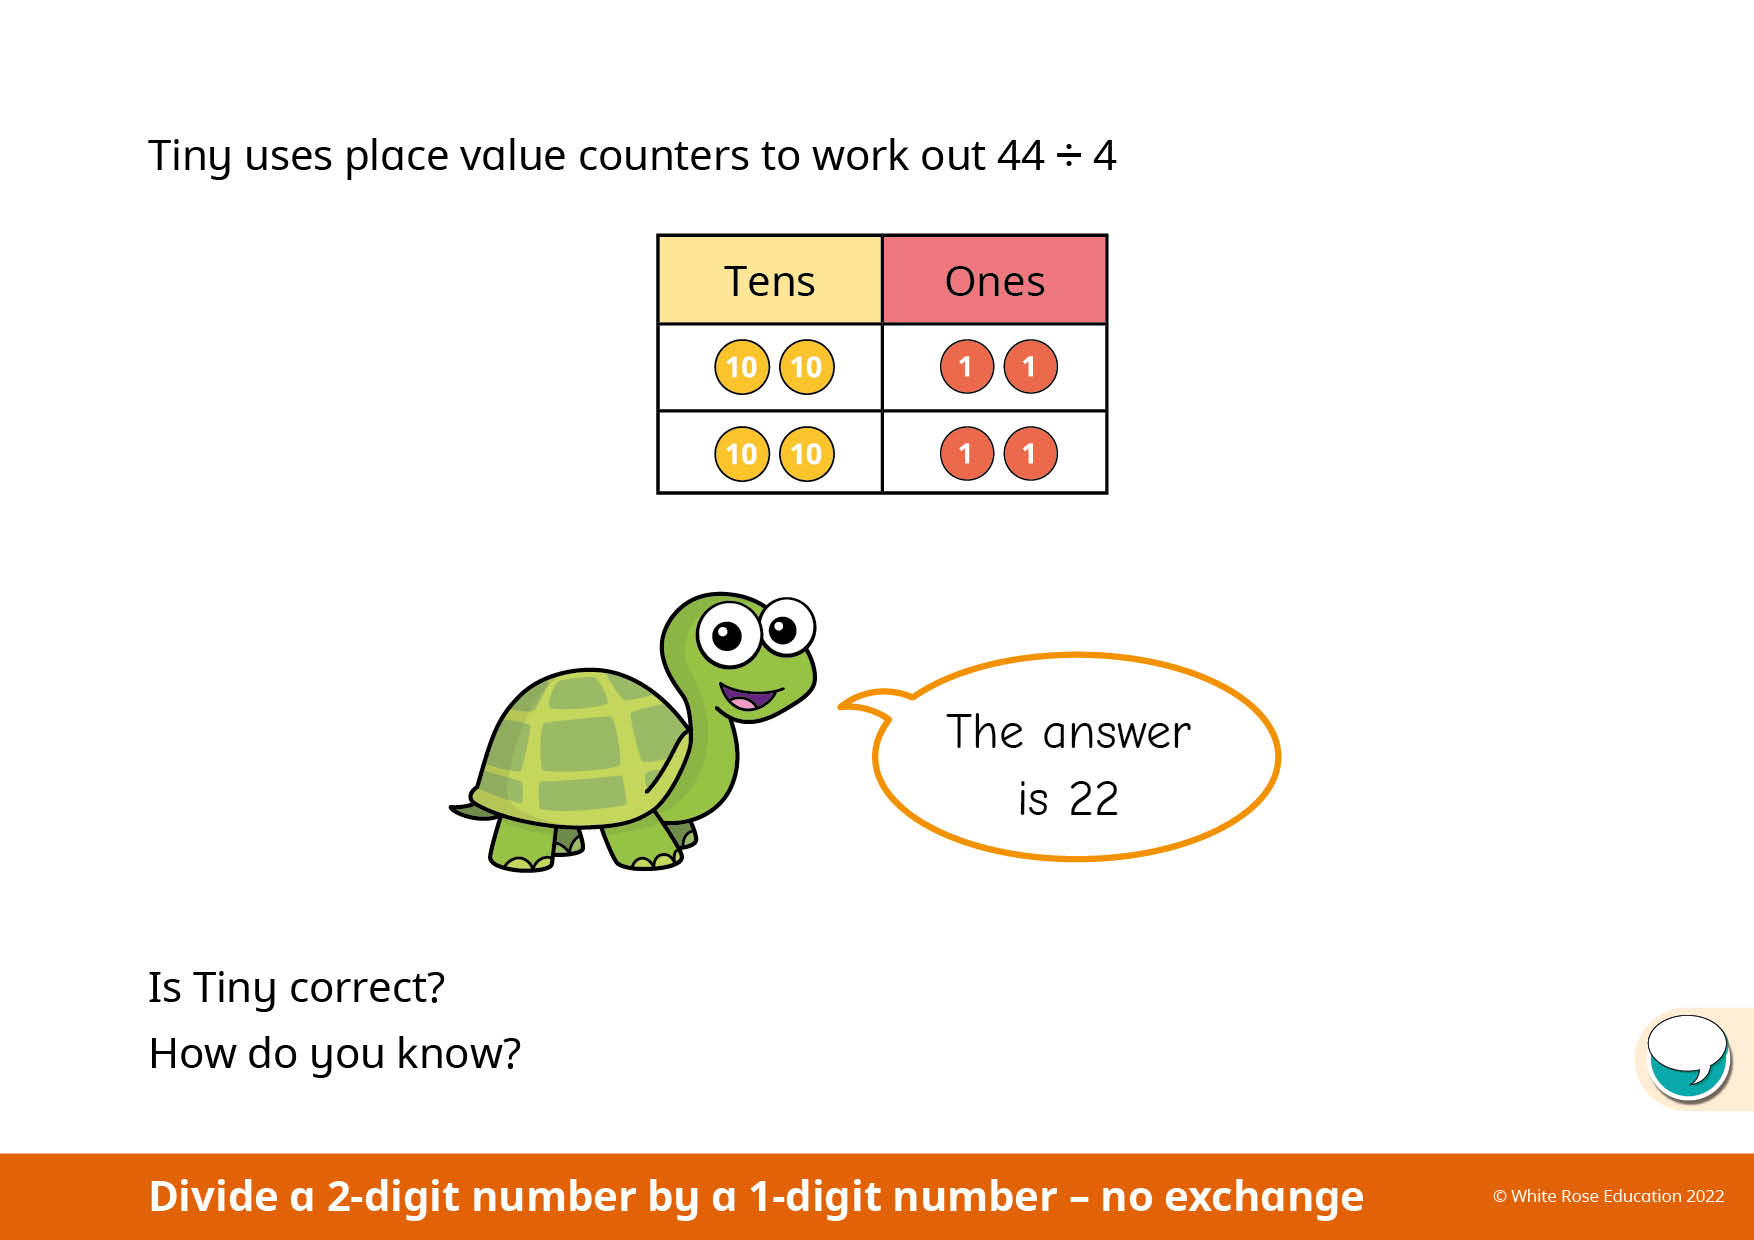 Tiny uses place value counters to work out 44 ÷ 4
Tens Ones
10 10 1 1
10 10 1 1
The answer
is 22
Is Tiny correct?
How do you know?
Divide a 2-digit number by a 1-digit number – no exchange
© White Rose Education 2022